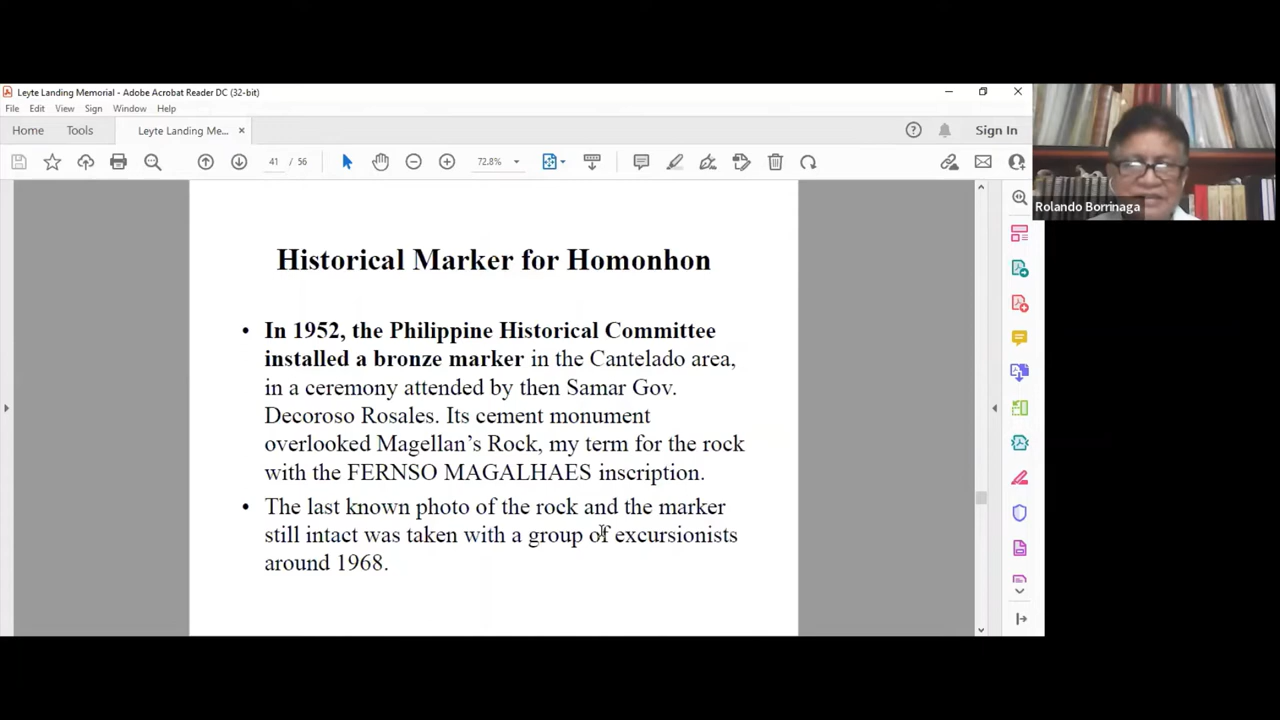 Leyte Landing Memorial - Adobe Acrobat Reader DC (32-bit)
File Edit View Sign Window Help
Home Tools Leyte Landing Me... × Sign In
41 / 56 72.8%
Rolando Borrinaga
Historical Marker for Homonhon
• In 1952, the Philippine Historical Committee
installed a bronze marker in the Cantelado area,
in a ceremony attended by then Samar Gov.
Decoroso Rosales. Its cement monument
overlooked Magellan's Rock, my term for the rock
with the FERNSO MAGALHAES inscription.
• The last known photo of the rock and the marker
still intact was taken with a group of excursionists
around 1968.